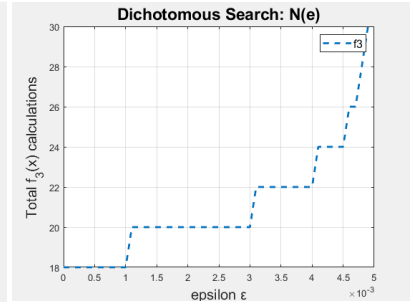 Dichotomous Search: N(e)
30
28
26
24
22
20
18
Total f3(x) calculations
f3
0 0.5 1 1.5 2 2.5 3 3.5 4 4.5 5
×10-3
epsilon ε